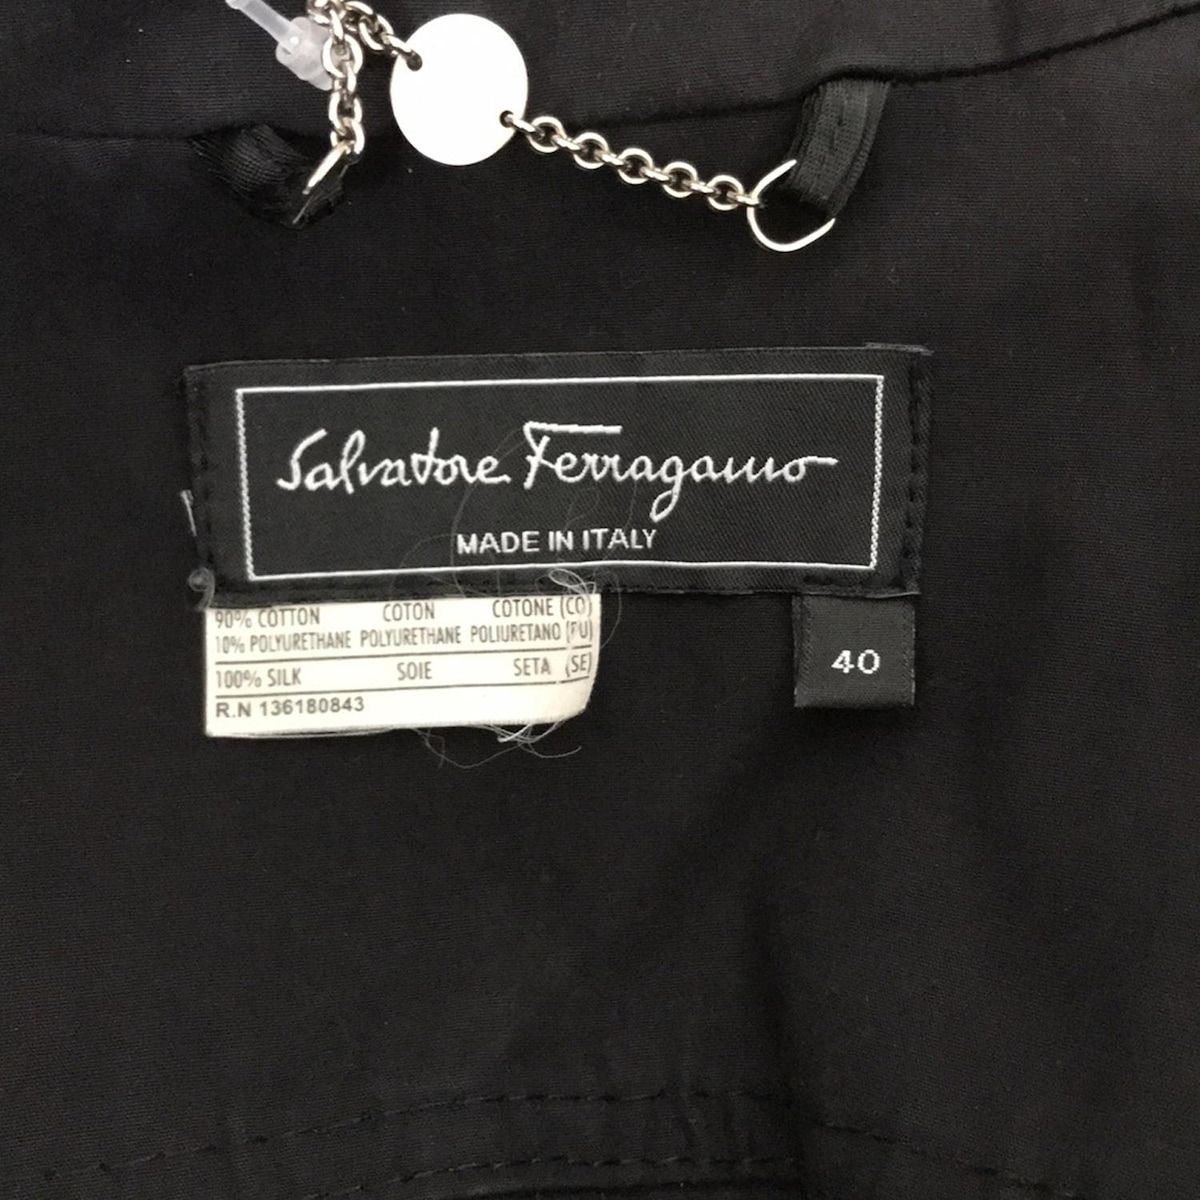 Salvatore Ferragamo
MADE IN ITALY
90% COTTON COTON COTONE (CO)
10% POLYURETHANE POLYURETHANE POLIURETANO (PU)
100% SILK SOIE SETA (SE)
R.N 136180843
40